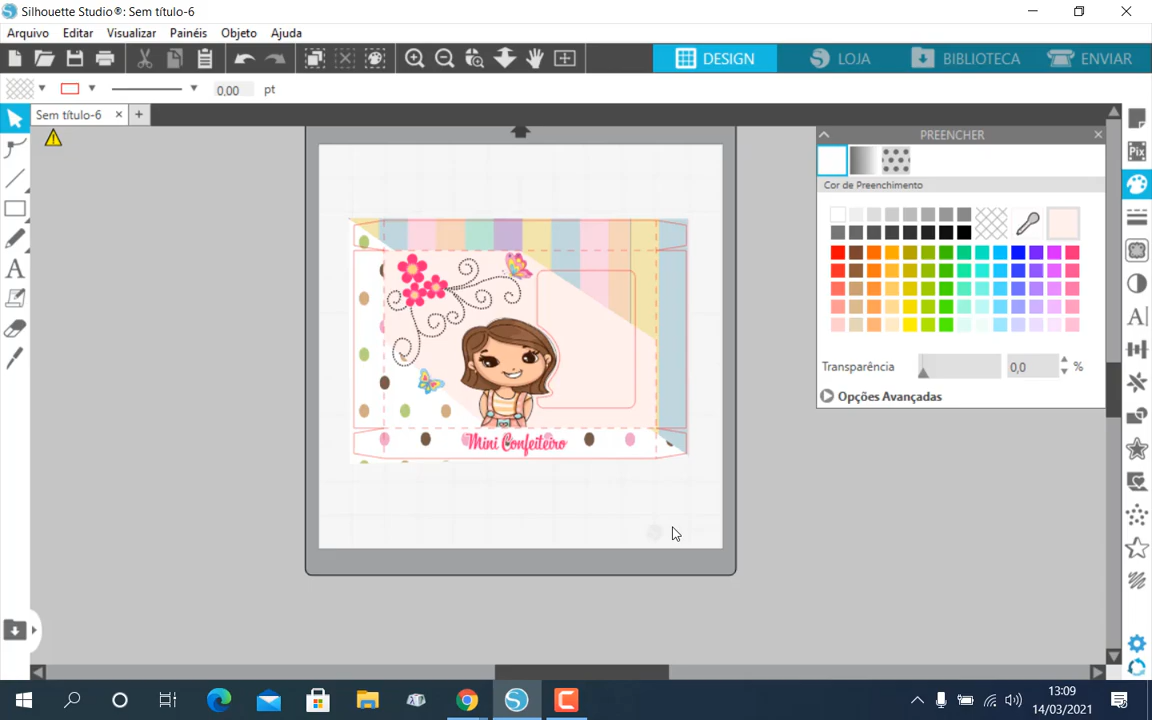 Silhouette Studio®: Sem título-6
Arquivo Editar Visualizar Painéis Objeto Ajuda
DESIGN LOJA BIBLIOTECA ENVIAR
0,00 pt
Sem título-6
PREENCHER
Cor de Preenchimento
Transparência 0,0 %
Opções Avançadas
Mini Confeiteiro
Pix
A
13:09
14/03/2021